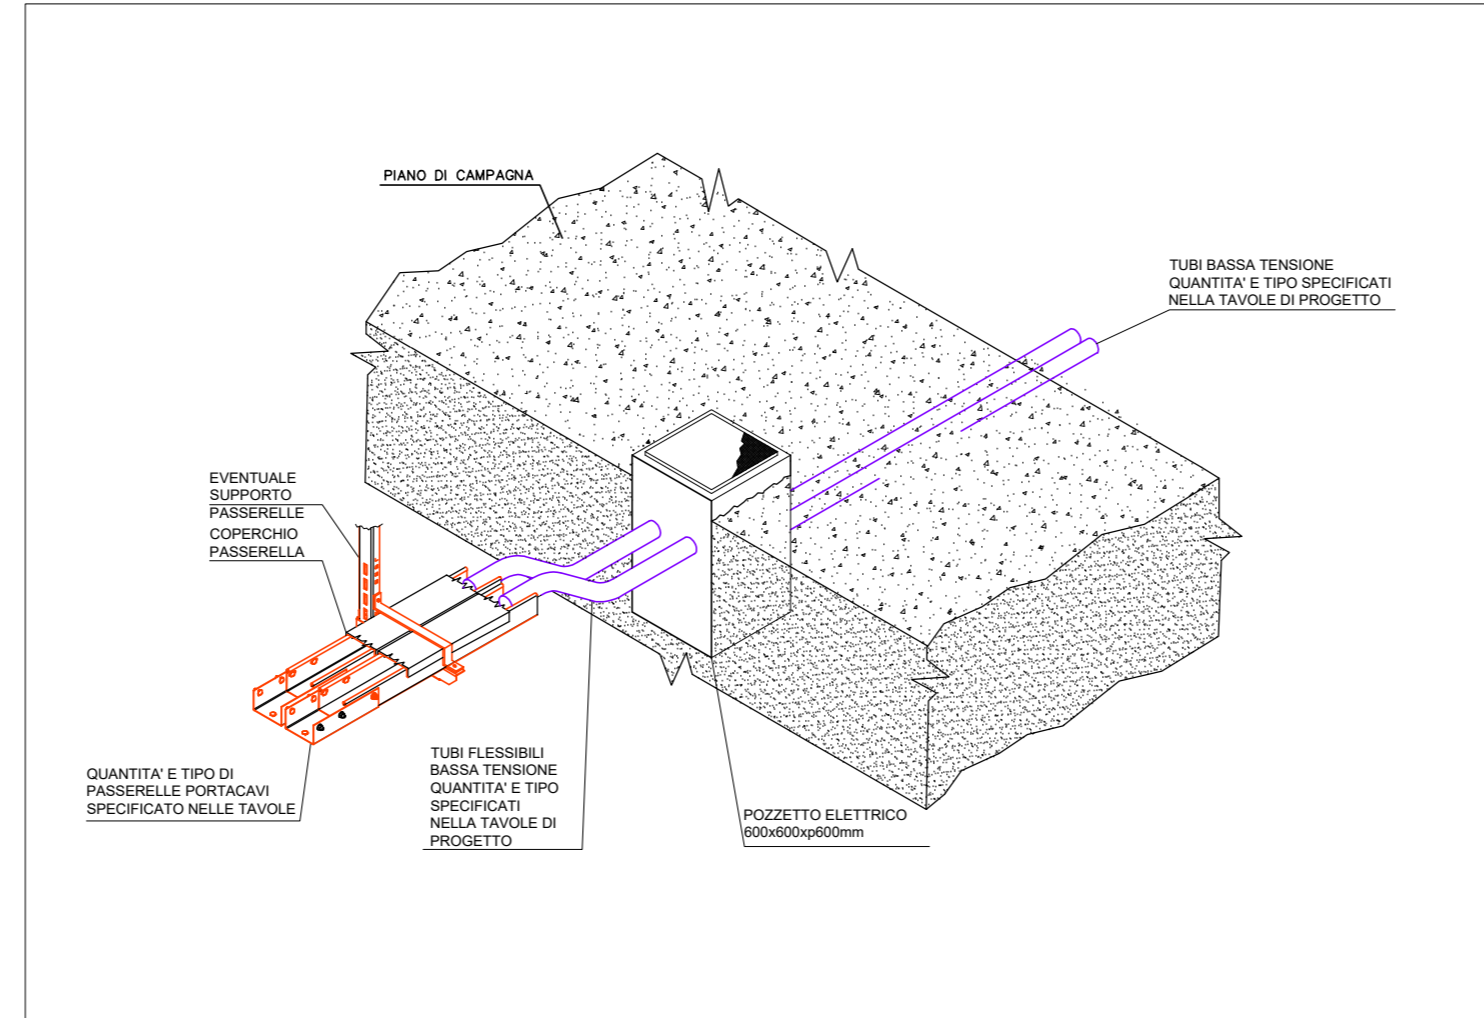 PIANO DI CAMPAGNA
TUBI BASSA TENSIONE
QUANTITA' E TIPO SPECIFICATI
NELLA TAVOLE DI PROGETTO
EVENTUALE
SUPPORTO
PASSERELLE
COPERCHIO
PASSERELLA
QUANTITA' E TIPO DI
PASSERELLE PORTACAVI
SPECIFICATO NELLE TAVOLE
TUBI FLESSIBILI
BASSA TENSIONE
QUANTITA' E TIPO
SPECIFICATI
NELLA TAVOLE DI
PROGETTO
POZZETTO ELETTRICO
600x600xp600mm